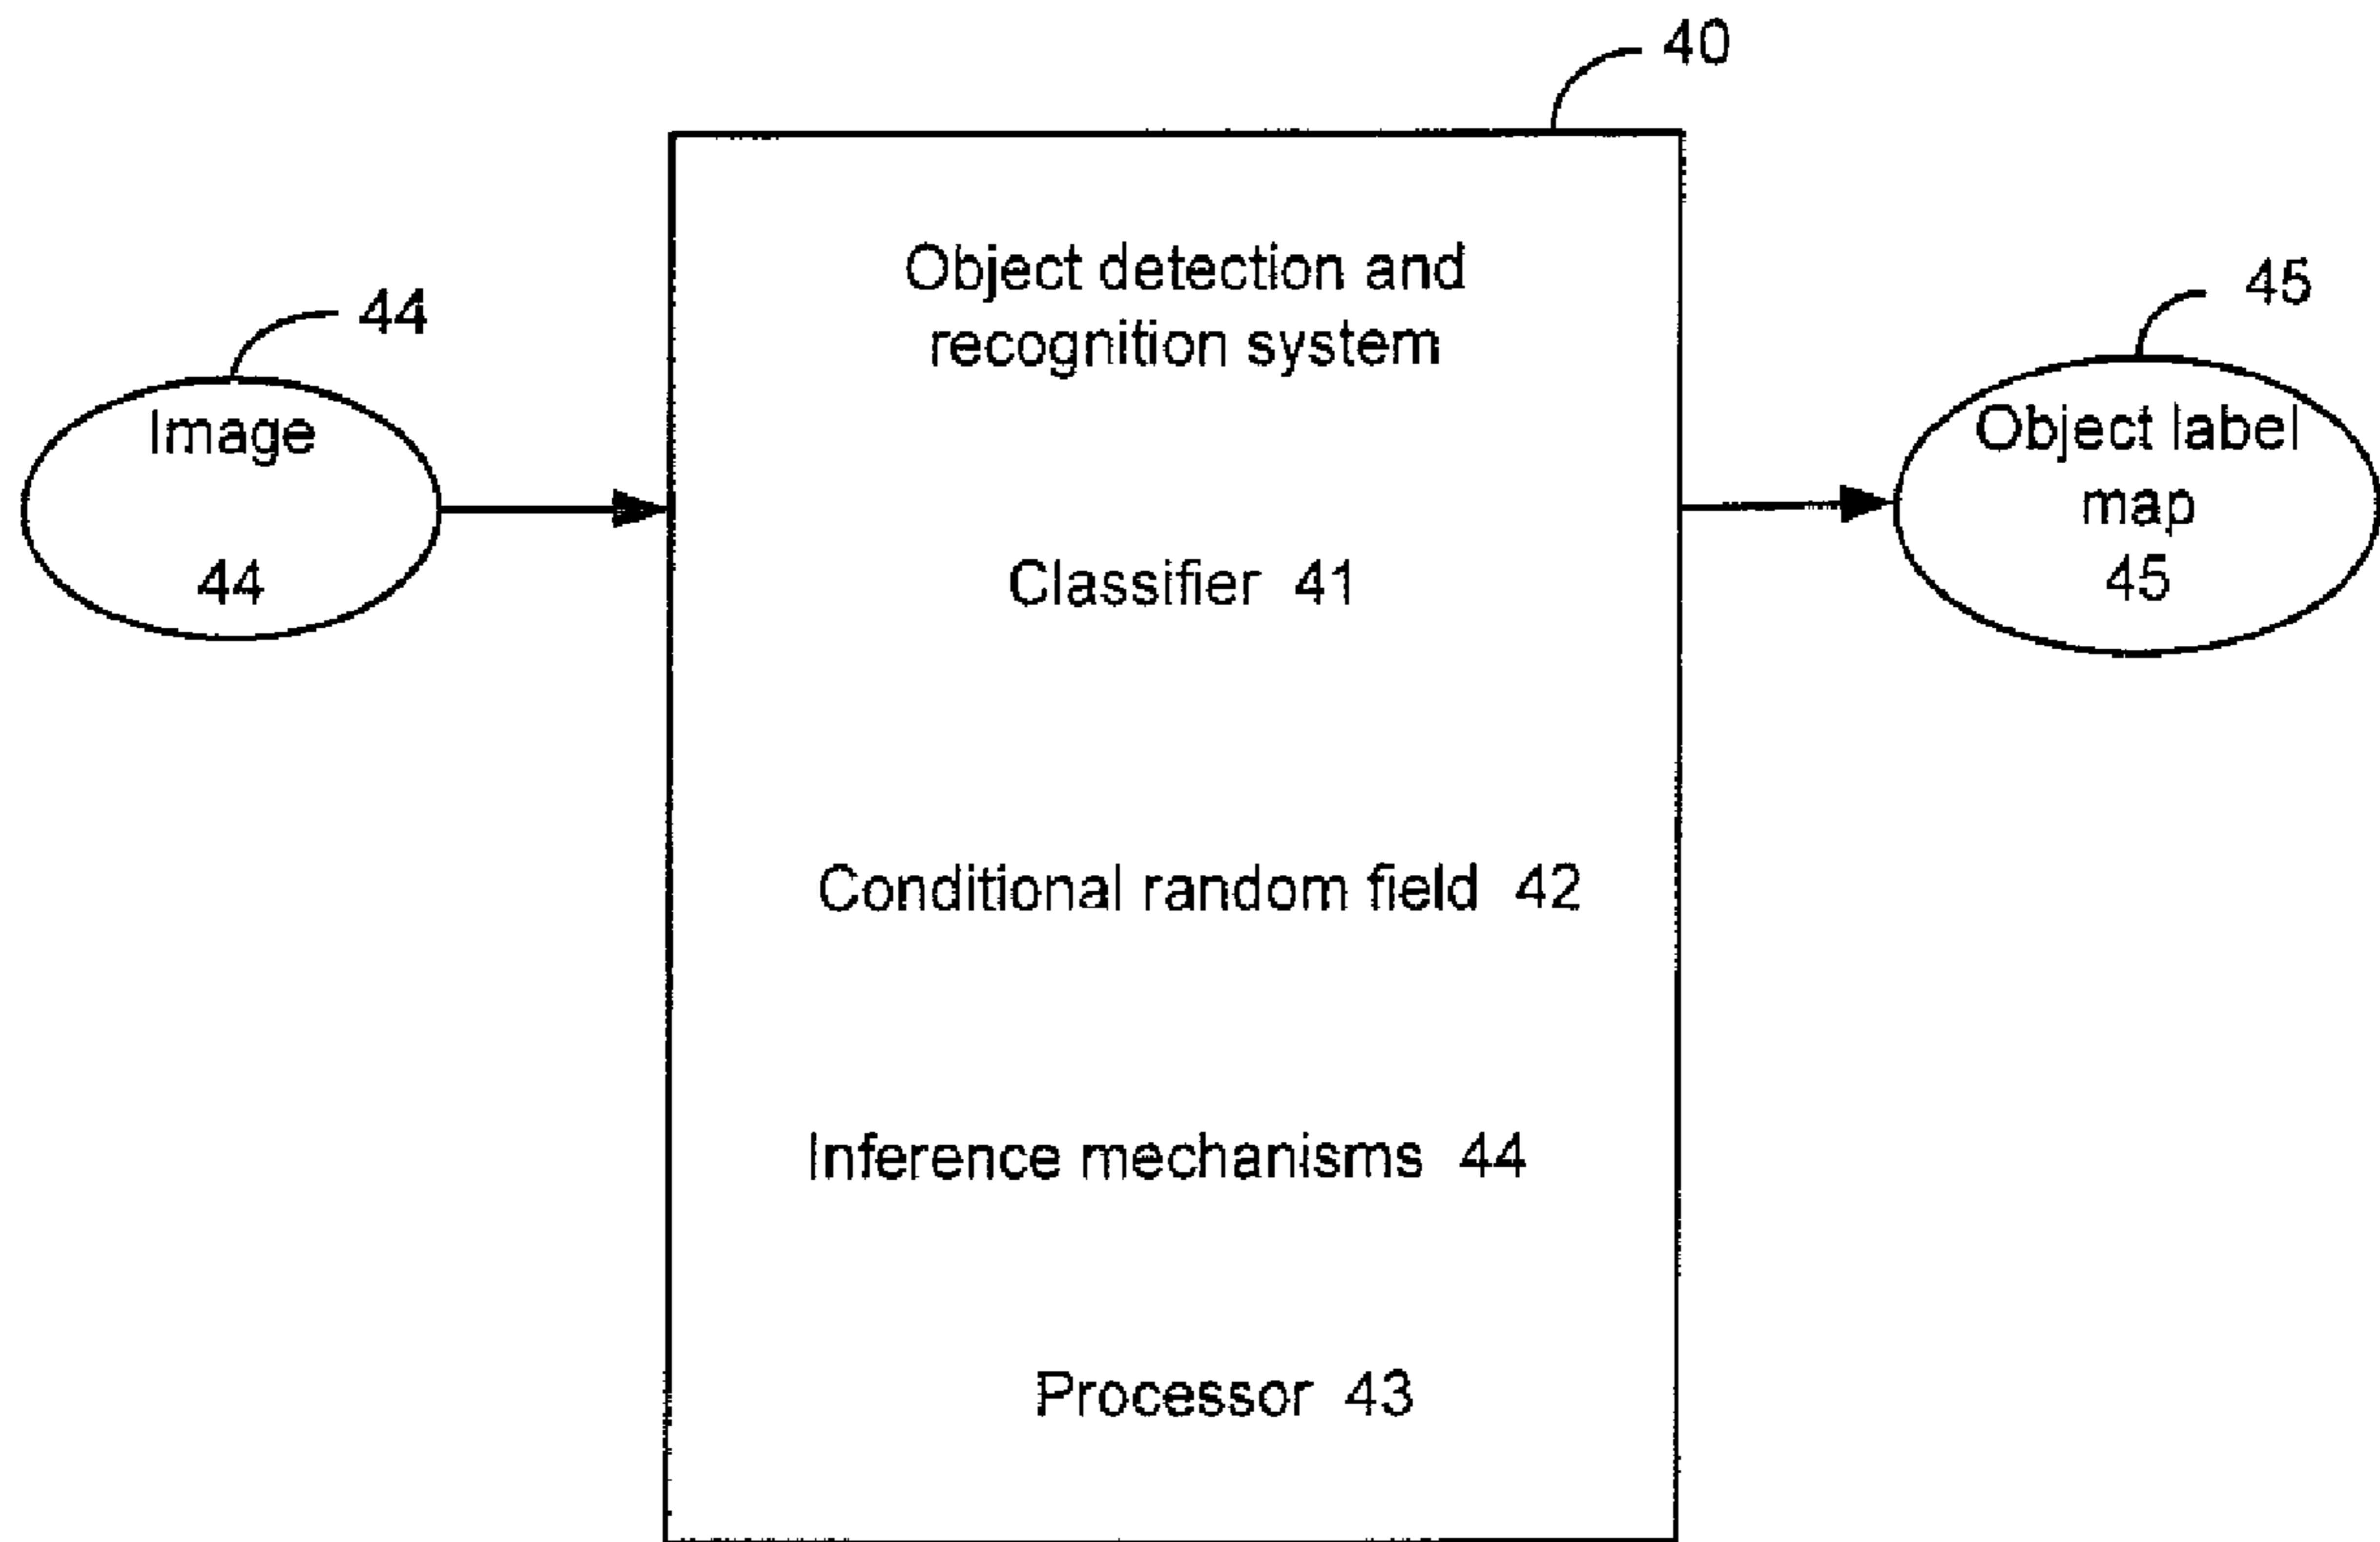 40
44
Image
44
Object detection and
recognition system
Classifier 41
Conditional random field 42
Inference mechanisms 44
Processor 43
45
Object label
map
45